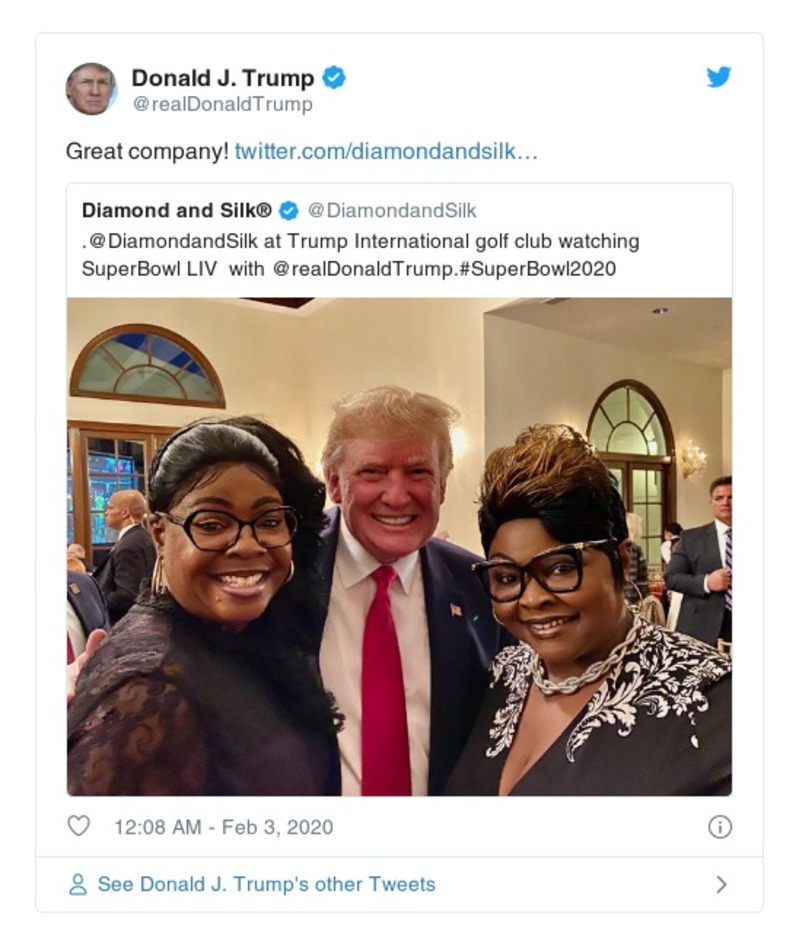 Donald J. Trump
@realDonaldTrump
Great company! twitter.com/diamondandsilk…
Diamond and Silk® @DiamondandSilk
.@DiamondandSilk at Trump International golf club watching
SuperBowl LIV with @realDonaldTrump.#SuperBowl2020
12:08 AM - Feb 3, 2020
See Donald J. Trump's other Tweets